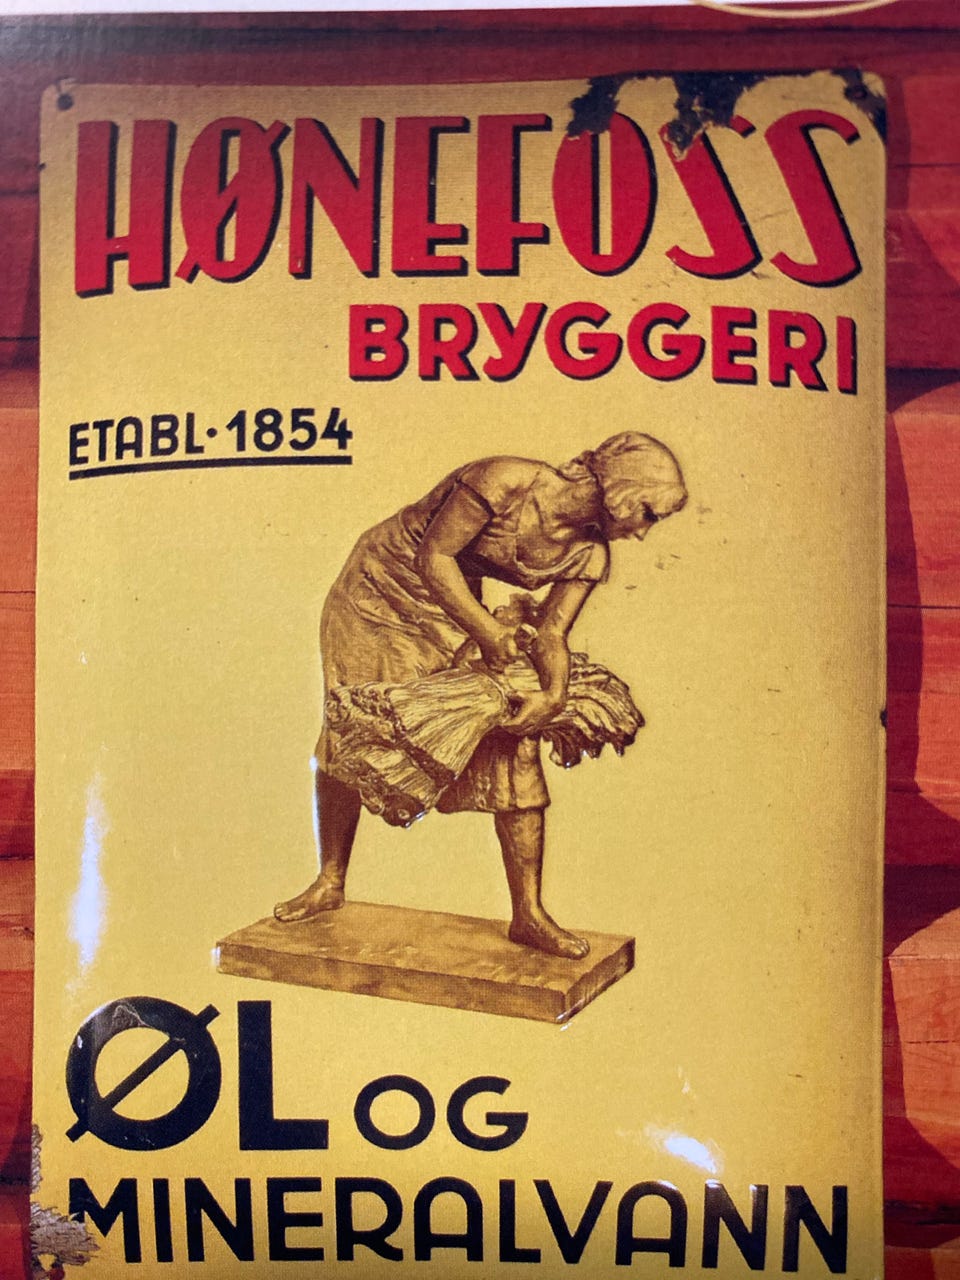 HØNEFOSS
BRYGGERI
ETABL·1854
ØL OG
MINERALVANN